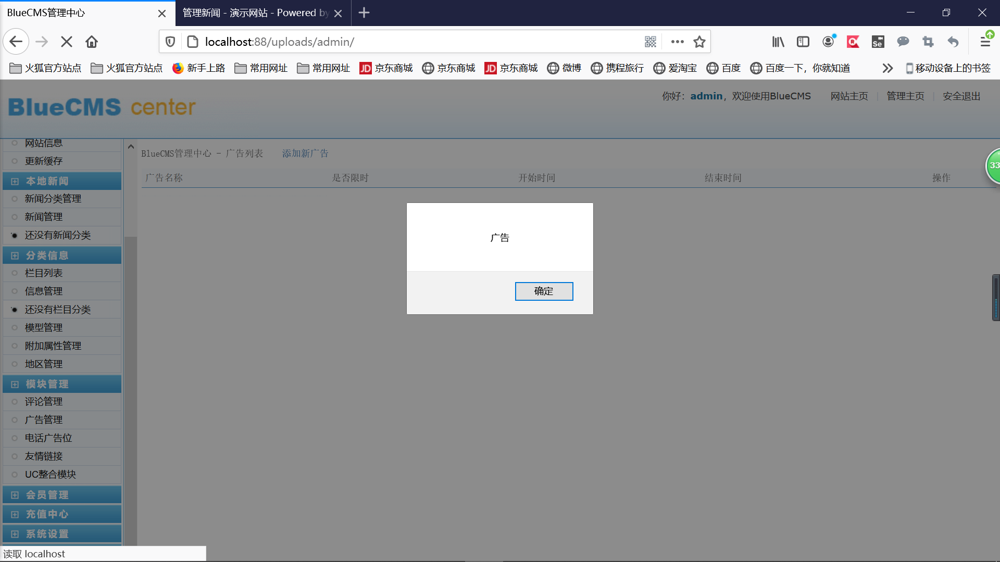 BlueCMS管理中心
管理新闻 - 演示网站 - Powered by
localhost:88/uploads/admin/
火狐官方站点 火狐官方站点 新手上路 常用网址 常用网址 JD 京东商城 京东商城 JD 京东商城 微博 携程旅行 爱淘宝 百度 百度一下，你就知道 移动设备上的书签
BlueCMS center
你好：admin，欢迎使用BlueCMS 网站主页 管理主页 安全退出
网站信息
更新缓存
本地新闻
新闻分类管理
新闻管理
还没有新闻分类
分类信息
栏目列表
信息管理
还没有栏目分类
模型管理
附加属性管理
地区管理
模块管理
评论管理
广告管理
电话广告位
友情链接
UC整合模块
会员管理
充值中心
系统设置
BlueCMS管理中心 - 广告列表 添加新广告
广告名称 是否限时 开始时间 结束时间 操作
广告
确定
33
Se
读取 localhost